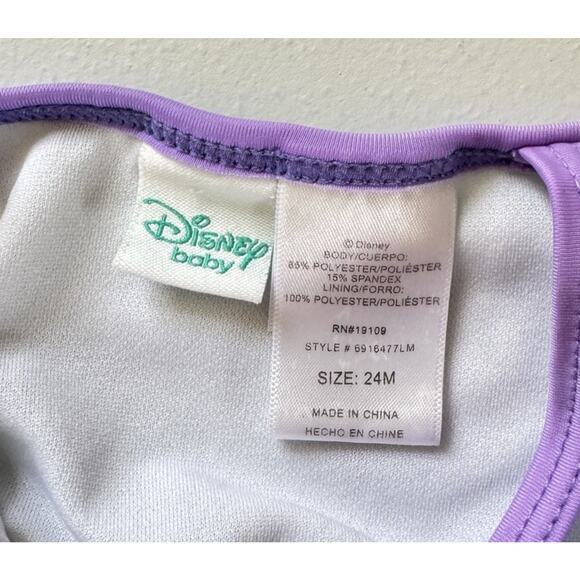 Disney
baby
© Disney
BODY/CUERPO:
85% POLYESTER/POLIÉSTER
15% SPANDEX
LINING/FORRO:
100% POLYESTER/POLIÉSTER
RN#19109
STYLE # 6916477LM
SIZE: 24M
MADE IN CHINA
HECHO EN CHINE